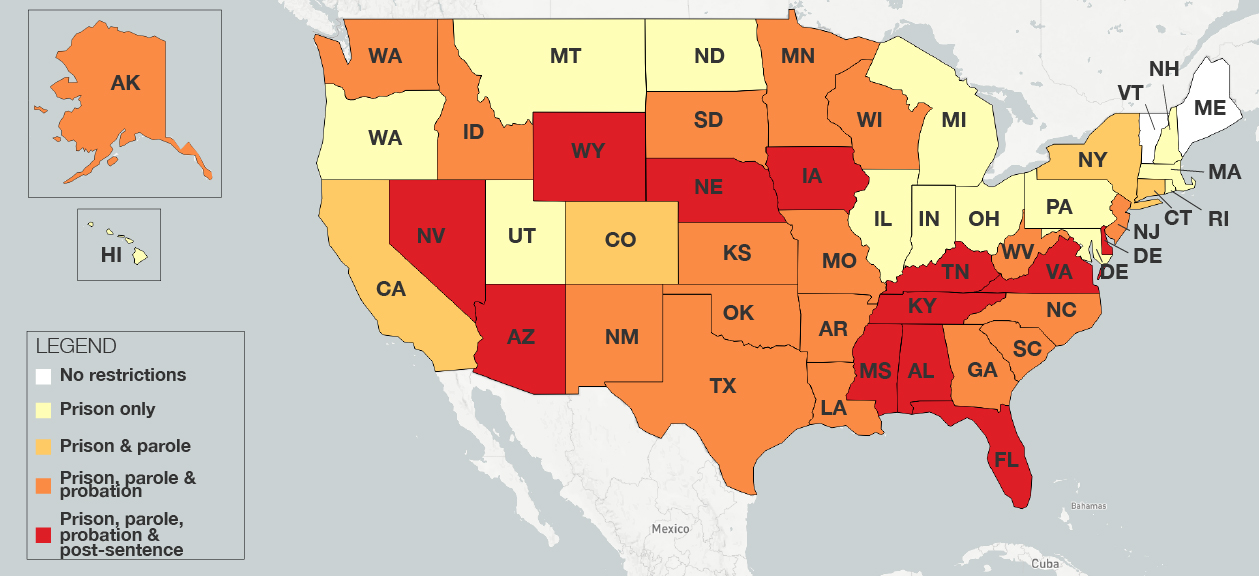 AK
HI
WA
MT
ND
MN
WA
ID
SD
WI
MI
NH
VT
ME
WY
NY
NE
IA
MA
NV
UT
CO
IL
IN
OH
PA
CT
RI
NJ
CA
KS
MO
WV
DE
TN
VA
DE
AZ
NM
OK
AR
KY
NC
SC
TX
LA
MS
AL
GA
FL
LEGEND
No restrictions
Prison only
Prison & parole
Prison, parole &
probation
Prison, parole,
probation &
post-sentence
Mexico
Bahamas
Cuba